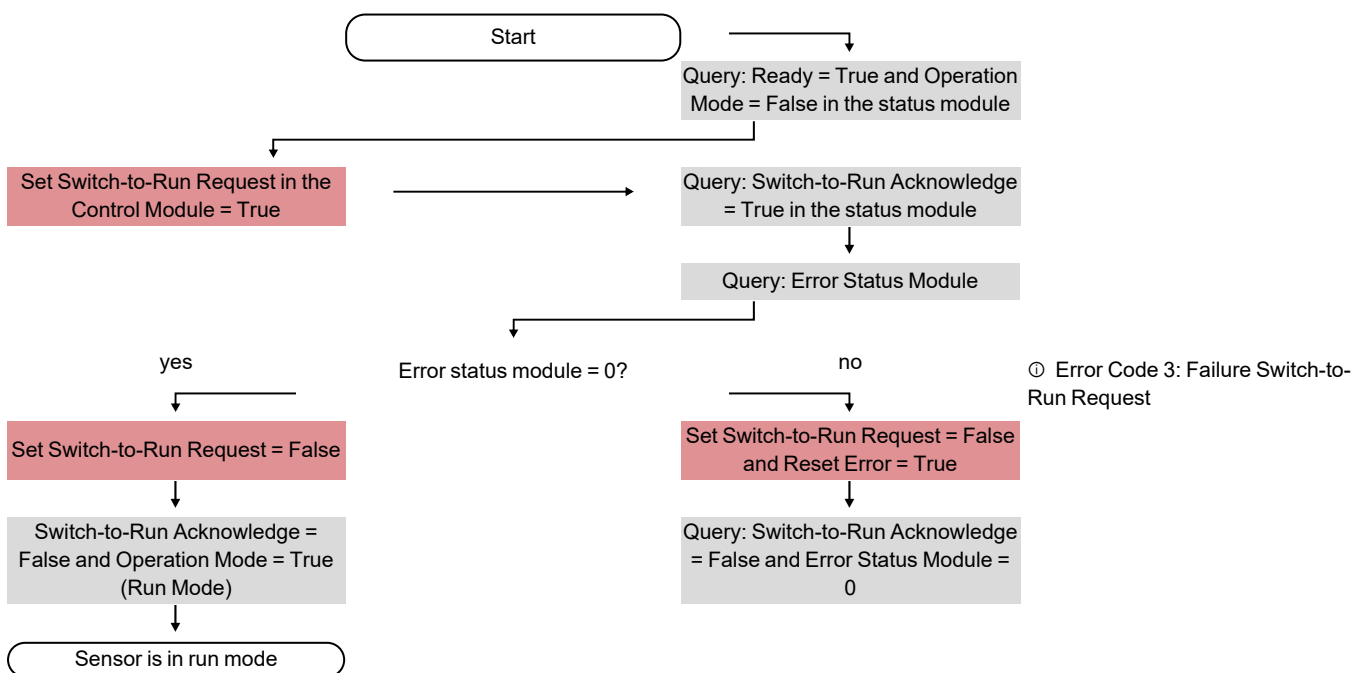 Start
Query: Ready = True and Operation
Mode = False in the status module
Set Switch-to-Run Request in the
Control Module = True
Query: Switch-to-Run Acknowledge
= True in the status module
Query: Error Status Module
yes
Error status module = 0?
no
ⓘ Error Code 3: Failure Switch-to-
Run Request
Set Switch-to-Run Request = False
Set Switch-to-Run Request = False
and Reset Error = True
Switch-to-Run Acknowledge =
False and Operation Mode = True
(Run Mode)
Query: Switch-to-Run Acknowledge
= False and Error Status Module =
0
Sensor is in run mode